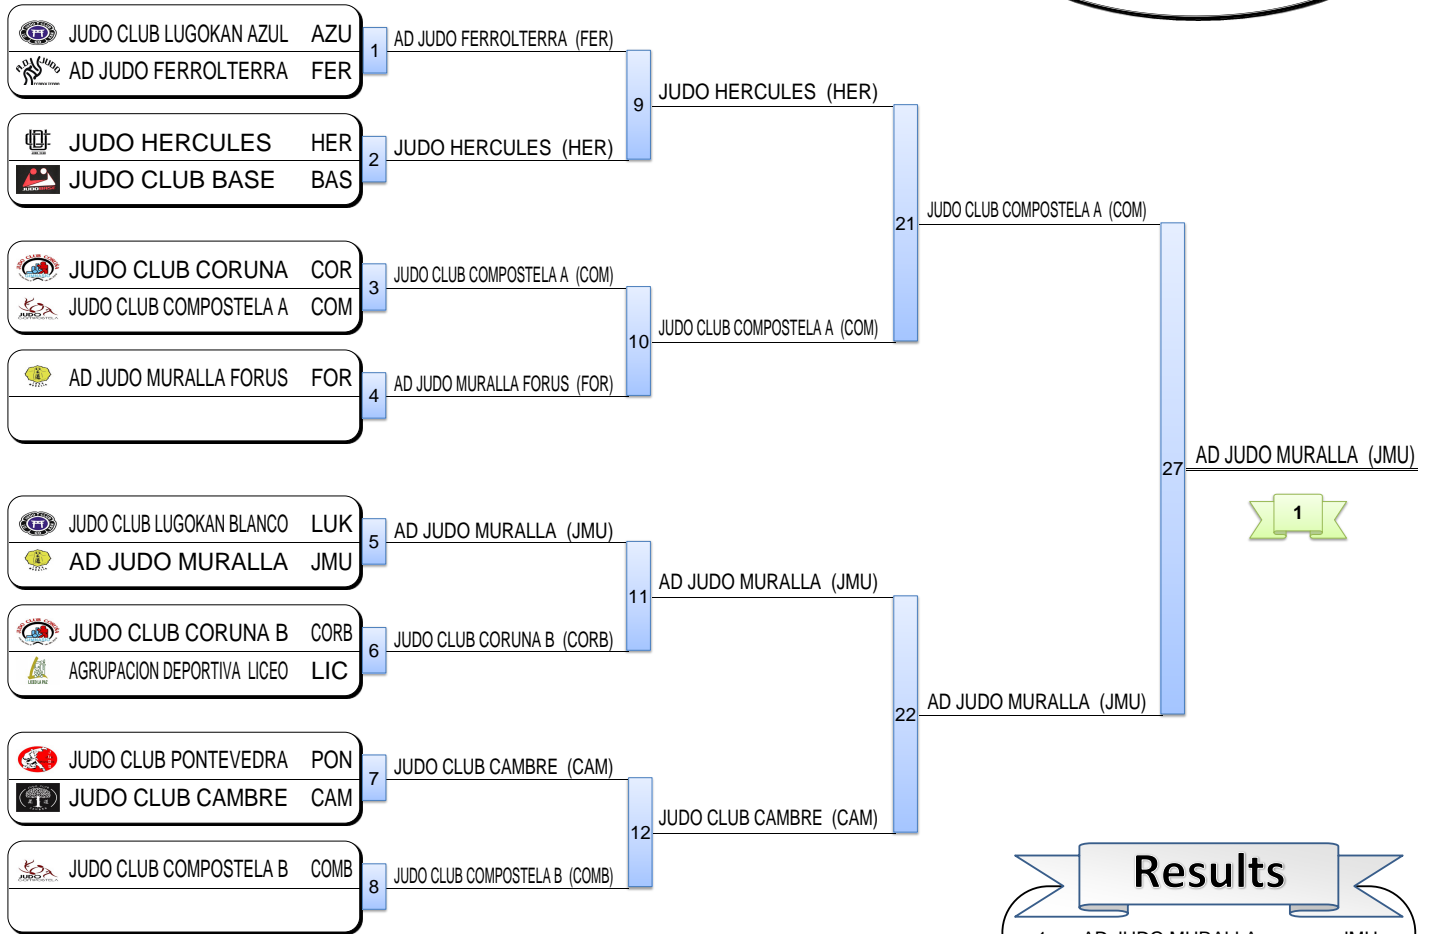 JUDO CLUB LUGOKAN AZUL AZU
AD JUDO FERROLTERRA FER
1
AD JUDO FERROLTERRA (FER)
JUDO HERCULES HER
JUDO CLUB BASE BAS
2
JUDO HERCULES (HER)
9
JUDO HERCULES (HER)
JUDO CLUB CORUNA COR
JUDO CLUB COMPOSTELA A COM
3
JUDO CLUB COMPOSTELA A (COM)
AD JUDO MURALLA FORUS FOR
4
AD JUDO MURALLA FORUS (FOR)
10
JUDO CLUB COMPOSTELA A (COM)
21
JUDO CLUB COMPOSTELA A (COM)
JUDO CLUB LUGOKAN BLANCO LUK
AD JUDO MURALLA JMU
5
AD JUDO MURALLA (JMU)
JUDO CLUB CORUNA B CORB
AGRUPACION DEPORTIVA LICEO LIC
6
JUDO CLUB CORUNA B (CORB)
11
AD JUDO MURALLA (JMU)
JUDO CLUB PONTEVEDRA PON
JUDO CLUB CAMBRE CAM
7
JUDO CLUB CAMBRE (CAM)
JUDO CLUB COMPOSTELA B COMB
8
JUDO CLUB COMPOSTELA B (COMB)
12
JUDO CLUB CAMBRE (CAM)
22
AD JUDO MURALLA (JMU)
27
AD JUDO MURALLA (JMU)
1
Results
1 AD JUDO MURALLA JMU